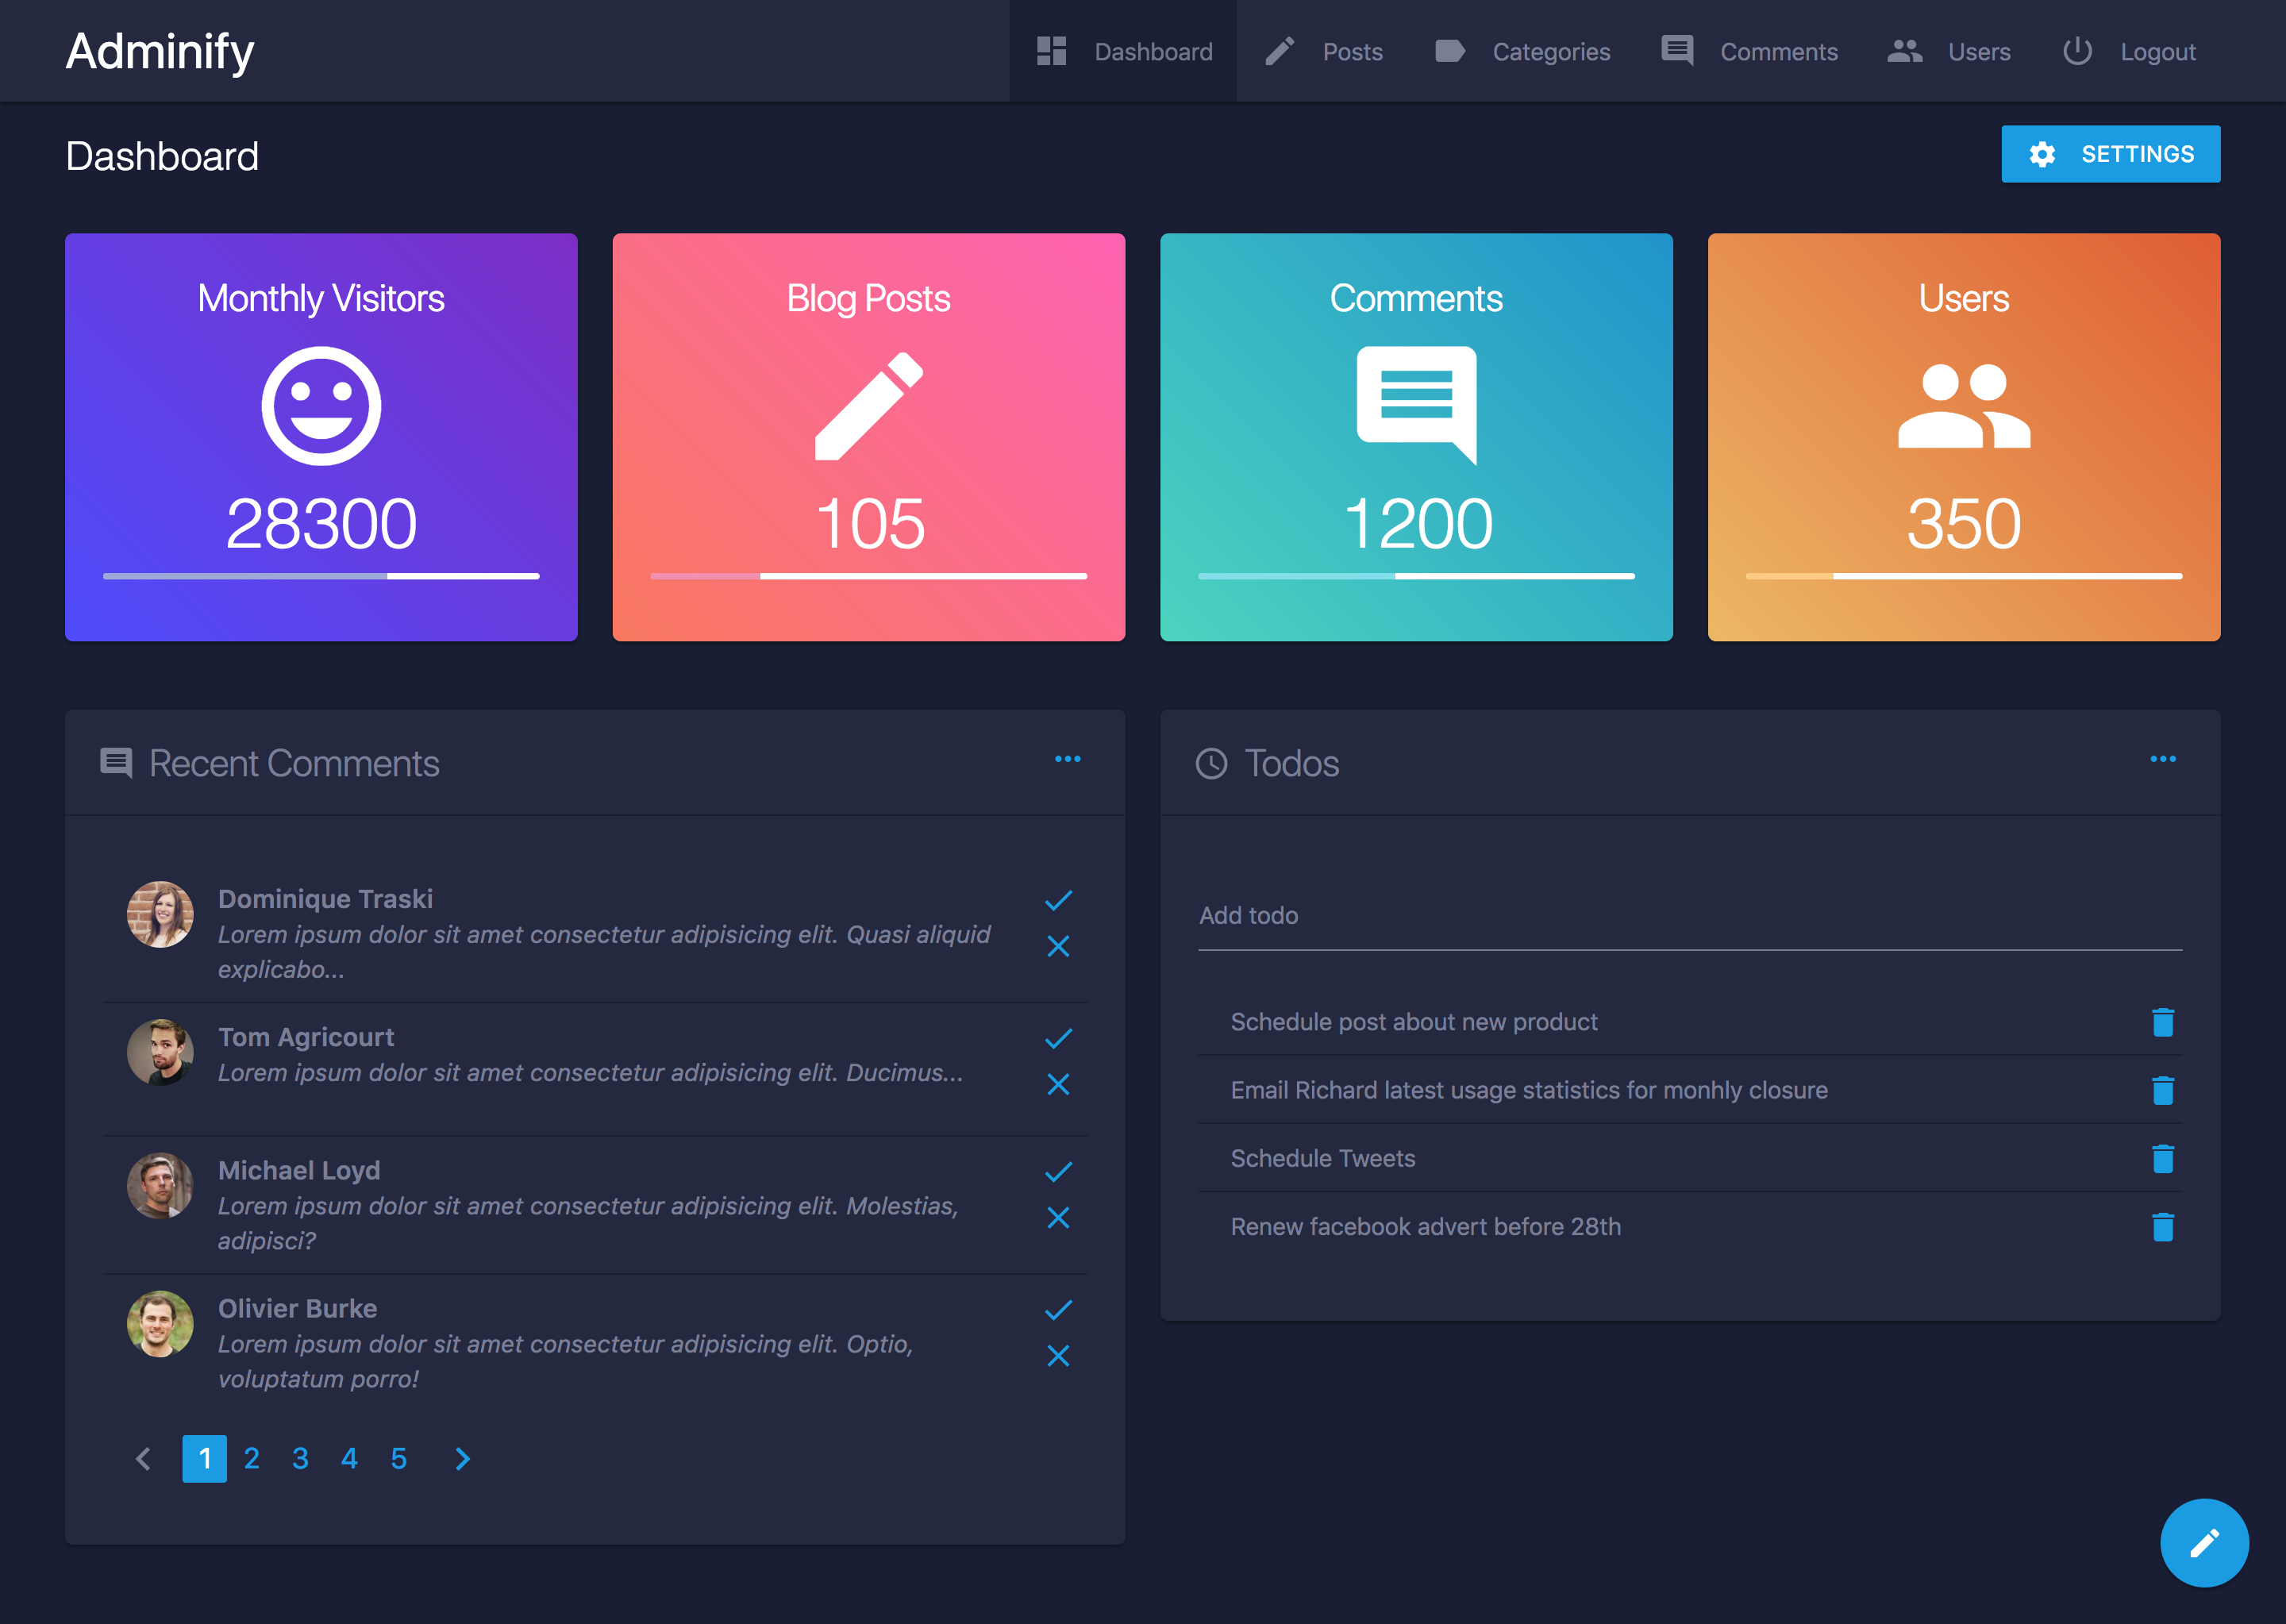 Adminify
Dashboard
Posts
Categories
Comments
Users
Logout
Dashboard
SETTINGS
Monthly Visitors
28300
Blog Posts
105
Comments
1200
Users
350
Recent Comments
Dominique Traski
Lorem ipsum dolor sit amet consectetur adipisicing elit. Quasi aliquid
explicabo...
Tom Agricourt
Lorem ipsum dolor sit amet consectetur adipisicing elit. Ducimus...
Michael Loyd
Lorem ipsum dolor sit amet consectetur adipisicing elit. Molestias,
adipisci?
Olivier Burke
Lorem ipsum dolor sit amet consectetur adipisicing elit. Optio,
voluptatum porro!
1 2 3 4 5
Todos
Add todo
Schedule post about new product
Email Richard latest usage statistics for monhly closure
Schedule Tweets
Renew facebook advert before 28th